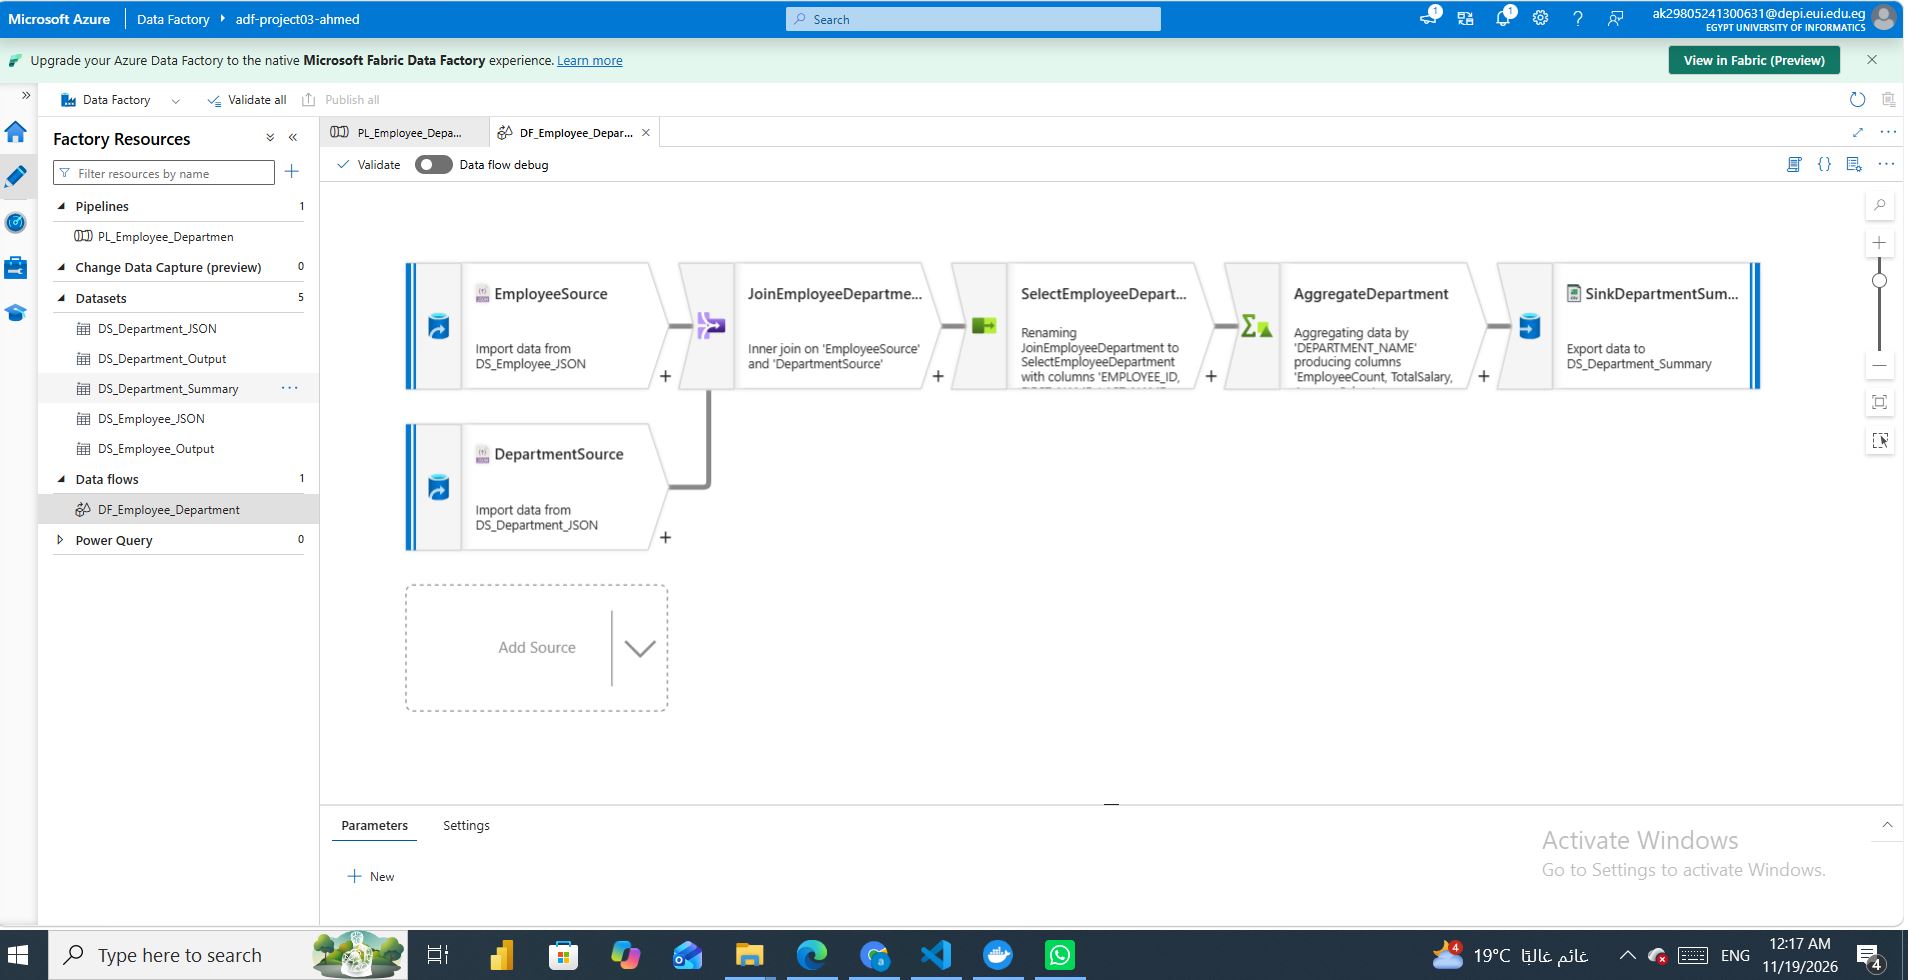 Microsoft Azure
Data Factory
adf-project03-ahmed
Search
1
1
ak29805241300631@depi.eui.edu.eg
EGYPT UNIVERSITY OF INFORMATICS
Upgrade your Azure Data Factory to the native Microsoft Fabric Data Factory experience. Learn more
View in Fabric (Preview)
Data Factory
Validate all
Publish all
Factory Resources
Filter resources by name
Pipelines 1
PL_Employee_Departmen
Change Data Capture (preview) 0
Datasets 5
DS_Department_JSON
DS_Department_Output
DS_Department_Summary
DS_Employee_JSON
DS_Employee_Output
Data flows 1
DF_Employee_Department
Power Query 0
PL_Employee_Depa...
DF_Employee_Depar...
Validate
Data flow debug
EmployeeSource
Import data from
DS_Employee_JSON
JoinEmployeeDepartme...
Inner join on 'EmployeeSource'
and 'DepartmentSource'
SelectEmployeeDepart...
Renaming
JoinEmployeeDepartment to
SelectEmployeeDepartment
with columns 'EMPLOYEE_ID,
AggregateDepartment
Aggregating data by
'DEPARTMENT_NAME'
producing columns
'EmployeeCount, TotalSalary,
SinkDepartmentSum...
Export data to
DS_Department_Summary
DepartmentSource
Import data from
DS_Department_JSON
Add Source
Parameters
Settings
New
Activate Windows
Go to Settings to activate Windows.
Type here to search
4
19°C غائم غالبًا
ENG
12:17 AM
11/19/2026
4